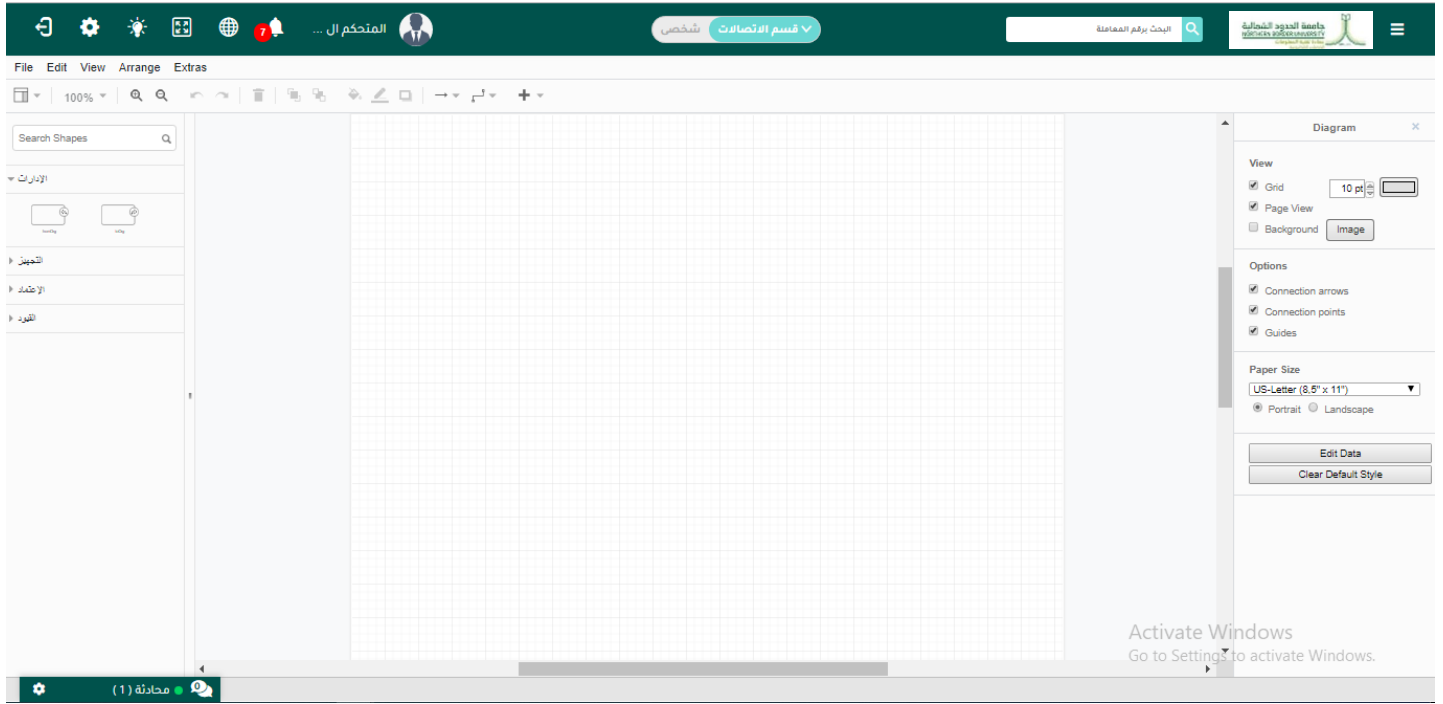 المتحكم ال ...
7
شخصي
قسم الاتصالات
البحث برقم المعاملة
جامعة الحدود الشمالية
NORTHERN BORDER UNIVERSITY
File Edit View Arrange Extras
100%
Search Shapes
الإدارات
التجهيز
الإعتماد
القيود
Diagram
View
Grid
10 pt
Page View
Background
Image
Options
Connection arrows
Connection points
Guides
Paper Size
US-Letter (8,5" x 11")
Portrait
Landscape
Edit Data
Clear Default Style
Activate Windows
Go to Settings to activate Windows.
محادثة (1)
0